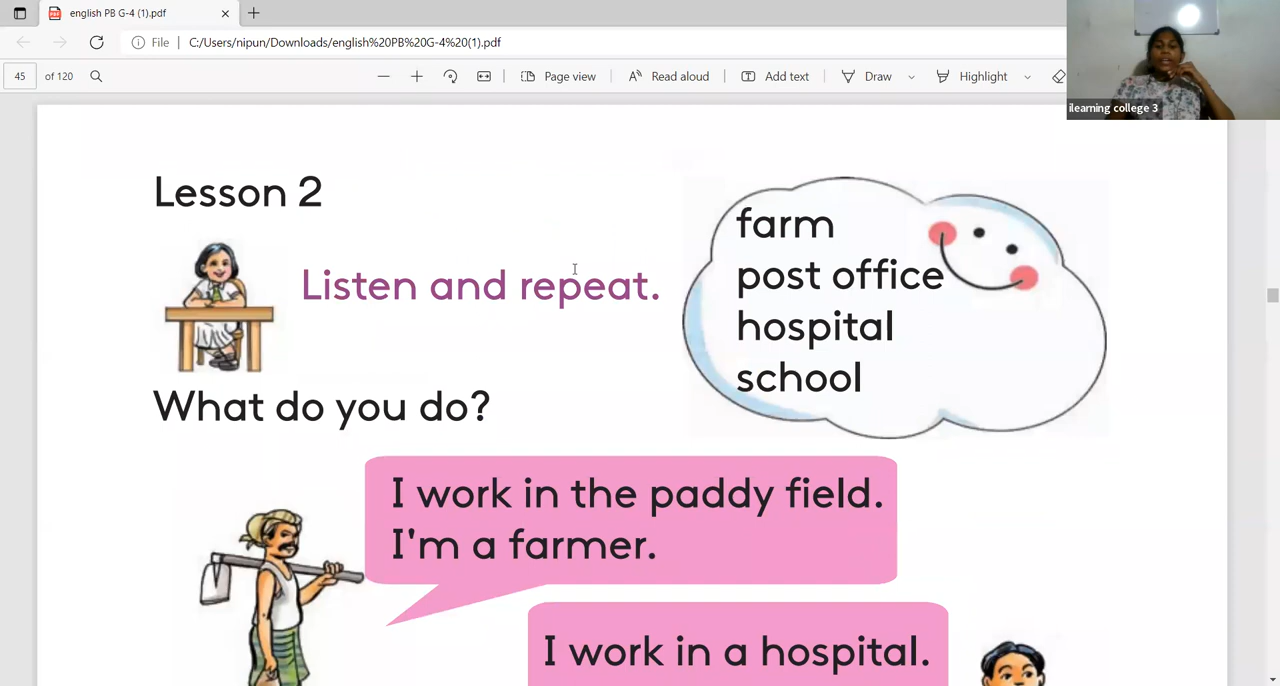 english PB G-4 (1).pdf
File
C:/Users/nipun/Downloads/english%20PB%20G-4%20(1).pdf
45 of 120
Page view
Read aloud
Add text
Draw
Highlight
ilearning college 3
Lesson 2
Listen and repeat.
farm
post office
hospital
school
What do you do?
I work in the paddy field.
I'm a farmer.
I work in a hospital.